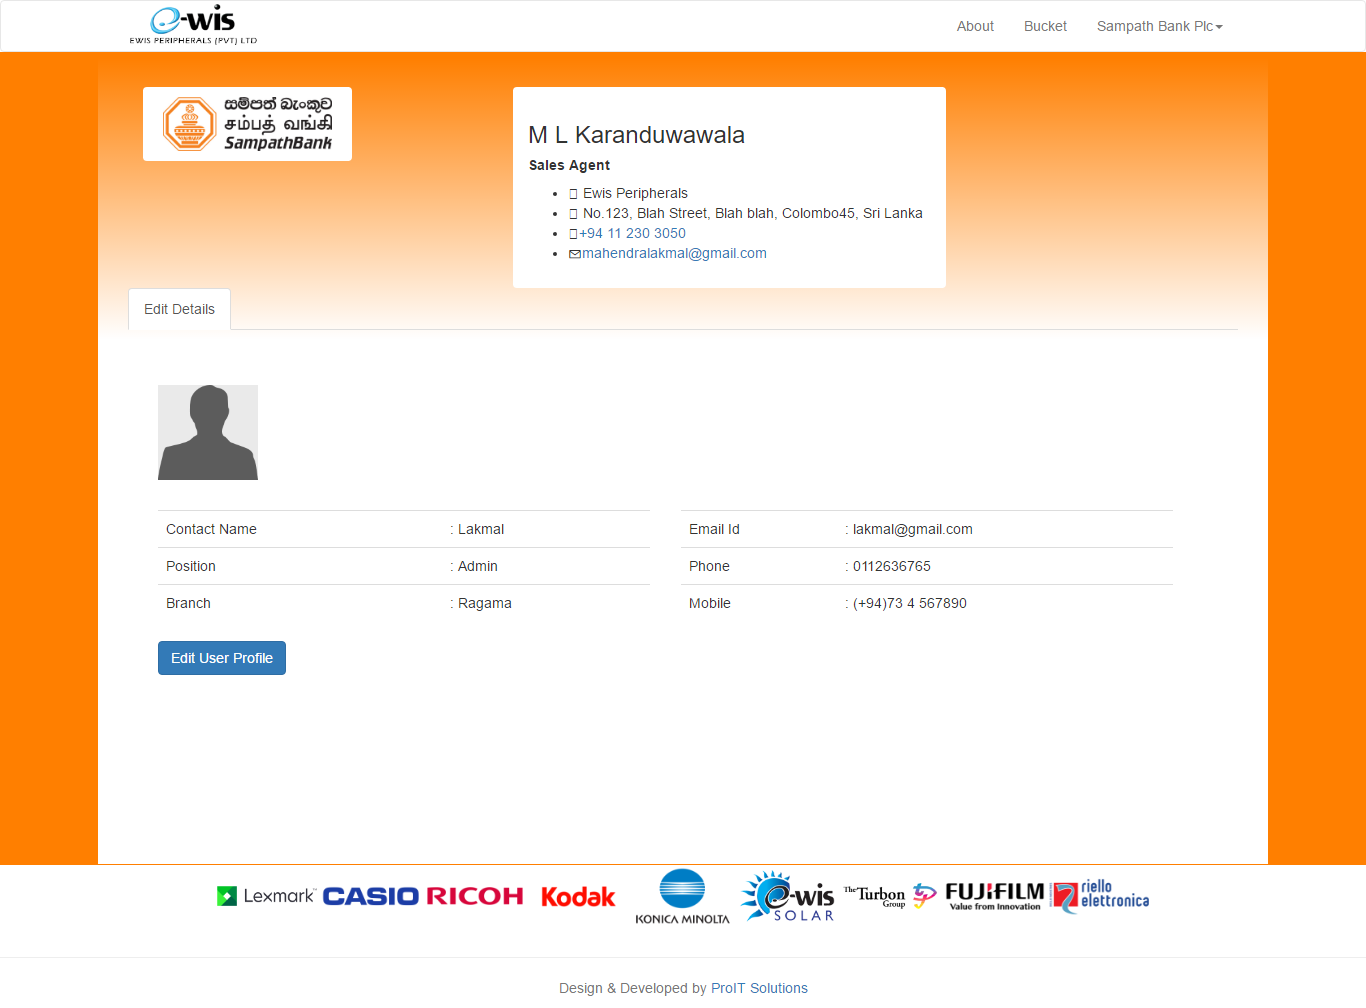 e-wis
EWIS PERIPHERALS (PVT) LTD
About Bucket Sampath Bank Plc
සම්පත් බැංකුව
சம்பத் வங்கி
SampathBank
M L Karanduwawala
Sales Agent
Ewis Peripherals
No.123, Blah Street, Blah blah, Colombo45, Sri Lanka
+94 11 230 3050
mahendralakmal@gmail.com
Edit Details
Contact Name : Lakmal
Position : Admin
Branch : Ragama
Email Id : lakmal@gmail.com
Phone : 0112636765
Mobile : (+94)73 4 567890
Edit User Profile
Lexmark™
CASIO
RICOH
Kodak
KONICA MINOLTA
e-wis
SOLAR
The Turbon
Group
FUJIFILM
Value from Innovation
riello
elettronica
Design & Developed by ProIT Solutions